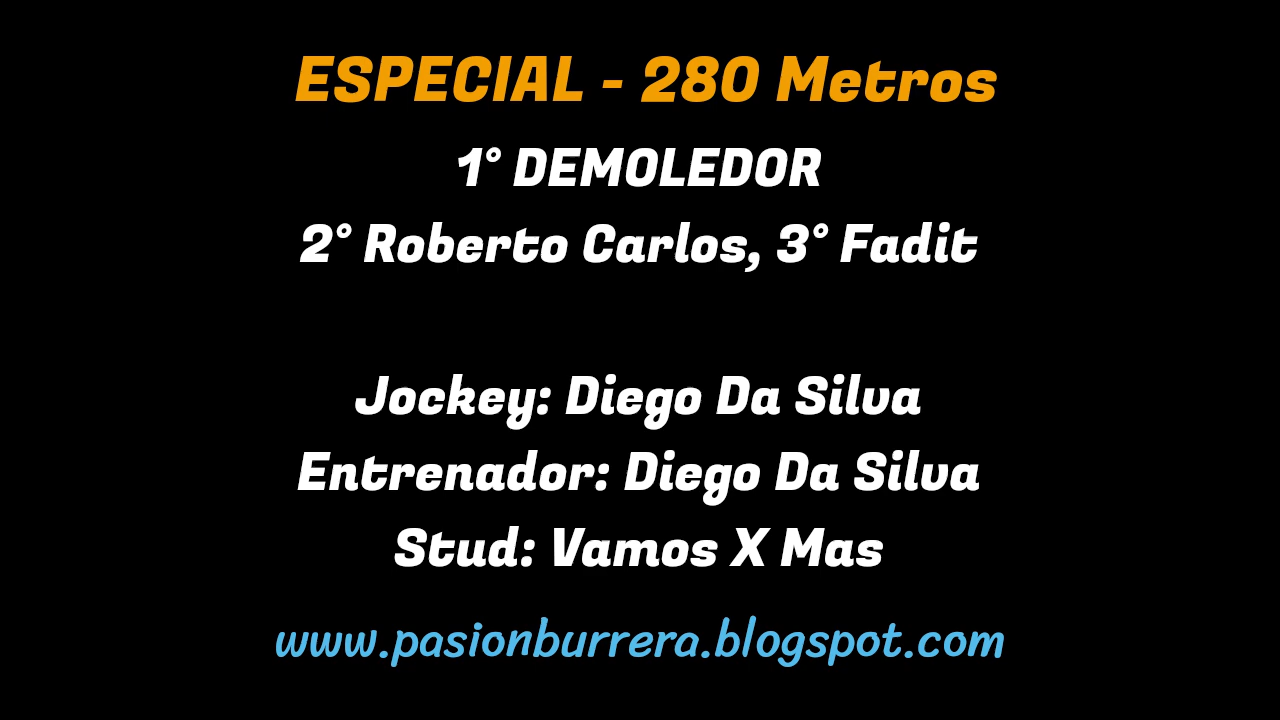 ESPECIAL - 280 Metros
1° DEMOLEDOR
2° Roberto Carlos, 3° Fadit
Jockey: Diego Da Silva
Entrenador: Diego Da Silva
Stud: Vamos X Mas
www.pasionburrera.blogspot.com